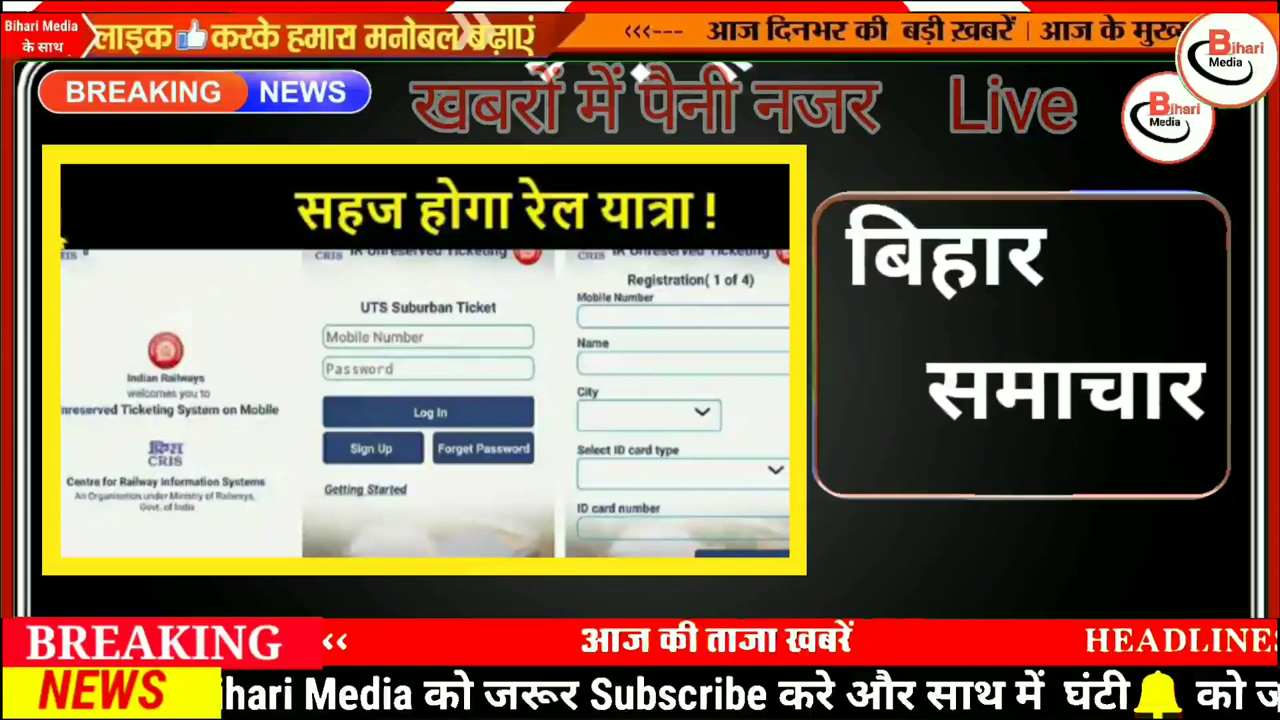 Bihari Media
के साथ
लाइक करके हमारा मनोबल बढ़ाएं
<<<--- आज दिनभर की बड़ी ख़बरें | आज के मुख्
Bihari
Media
BREAKING NEWS
खबरों में पैनी नजर Live
Bihari
Media
सहज होगा रेल यात्रा !
बिहार
समाचार
CRIS IR Unreserved Ticketing
CRIS IR Unreserved Ticketing
Registration( 1 of 4)
UTS Suburban Ticket
Mobile Number
Mobile Number
Name
Password
Indian Railways
welcomes you to
nreserved Ticketing System on Mobile
City
Log In
Sign Up Forget Password
Select ID card type
क्रिस
CRIS
Centre for Railway Information Systems
An Organisation under Ministry of Railways,
Govt. of India
Getting Started
ID card number
BREAKING << आज की ताजा खबरें HEADLINES
NEWS ihari Media को जरूर Subscribe करे और साथ में घंटी को ज